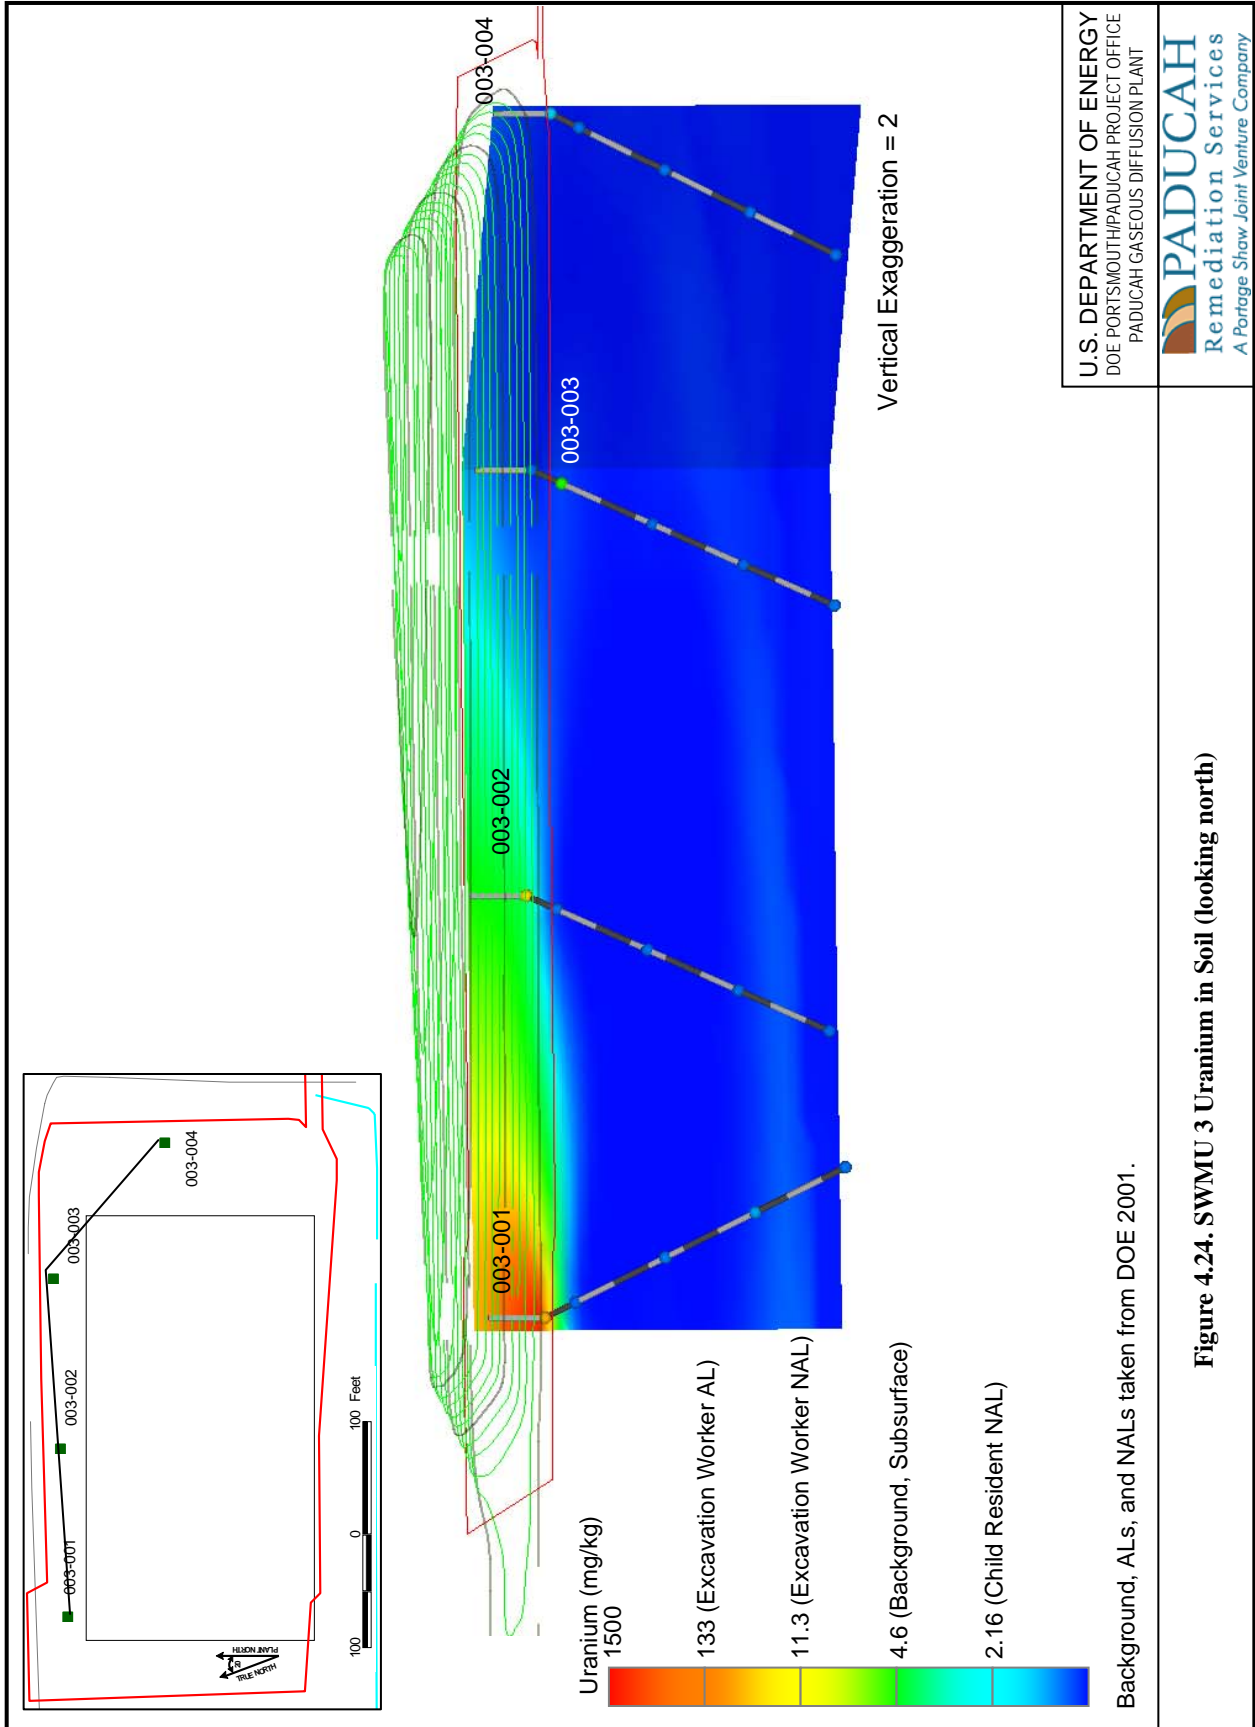 003-001
003-002
003-003
003-004
TRUE NORTH
PLANT NORTH
100
0
100 Feet
003-001
003-002
003-003
003-004
Vertical Exaggeration = 2
Uranium (mg/kg)
1500
133 (Excavation Worker AL)
11.3 (Excavation Worker NAL)
4.6 (Background, Subsurface)
2.16 (Child Resident NAL)
Background, ALs, and NALs taken from DOE 2001.
U.S. DEPARTMENT OF ENERGY
DOE PORTSMOUTH/PADUCAH PROJECT OFFICE
PADUCAH GASEOUS DIFFUSION PLANT
Figure 4.24. SWMU 3 Uranium in Soil (looking north)
PADUCAH
Remediation Services
A Portage Shaw Joint Venture Company